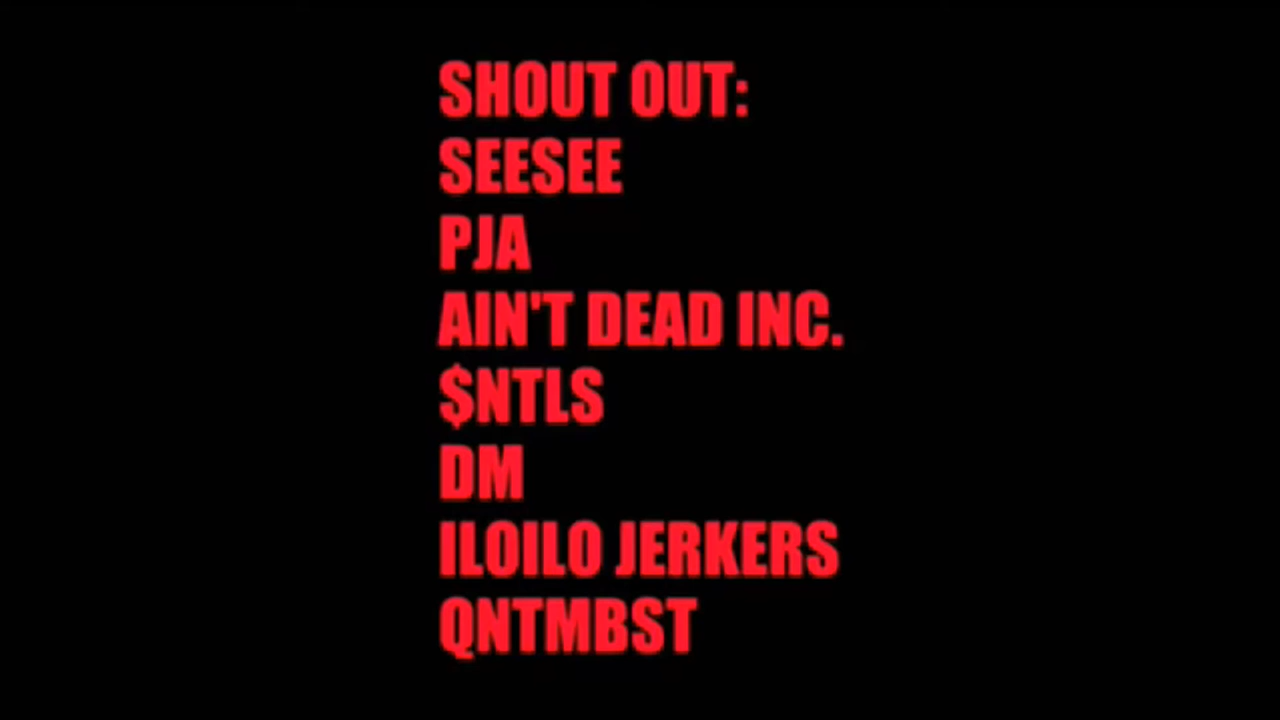 SHOUT OUT:
SEESEE
PJA
AIN'T DEAD INC.
$NTLS
DM
ILOILO JERKERS
QNTMBST